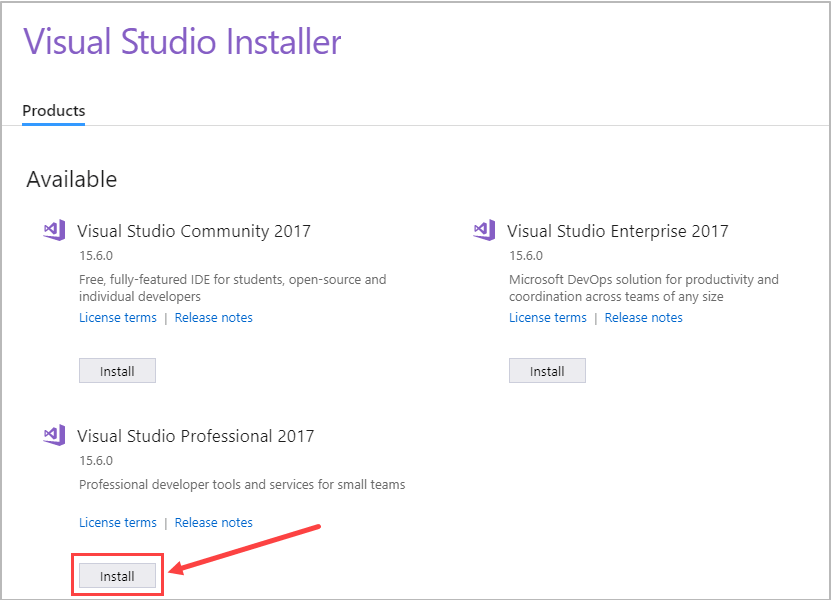 Visual Studio Installer
Products
Available
Visual Studio Community 2017
15.6.0
Free, fully-featured IDE for students, open-source and
individual developers
License terms | Release notes
Install
Visual Studio Enterprise 2017
15.6.0
Microsoft DevOps solution for productivity and
coordination across teams of any size
License terms | Release notes
Install
Visual Studio Professional 2017
15.6.0
Professional developer tools and services for small teams
License terms | Release notes
Install